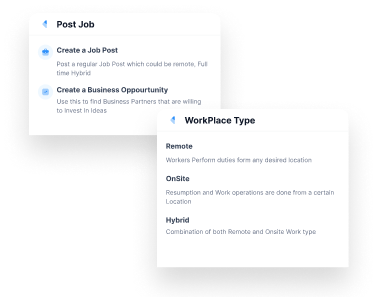 Post Job
Create a Job Post
Post a regular Job Post which could be remote, Full
time Hybrid
Create a Business Oppourtunity
Use this to find Business Partners that are willing
to Invest in Ideas
WorkPlace Type
Remote
Workers Perform duties form any desired location
OnSite
Resumption and Work operations are done from a certain
Location
Hybrid
Combination of both Remote and Onsite Work type